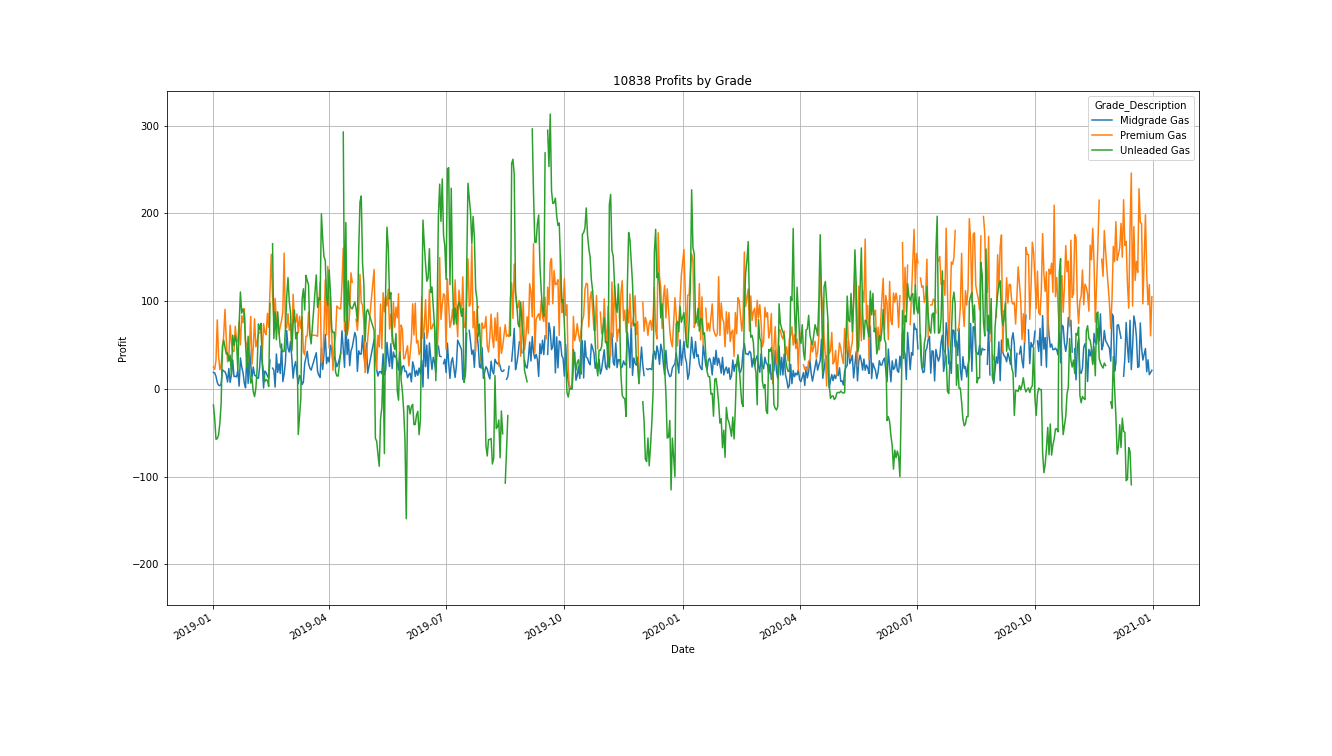 10838 Profits by Grade
Grade_Description
Midgrade Gas
Premium Gas
Unleaded Gas
300
200
100
0
−100
−200
Profit
2019-01
2019-04
2019-07
2019-10
2020-01
2020-04
2020-07
2020-10
2021-01
Date